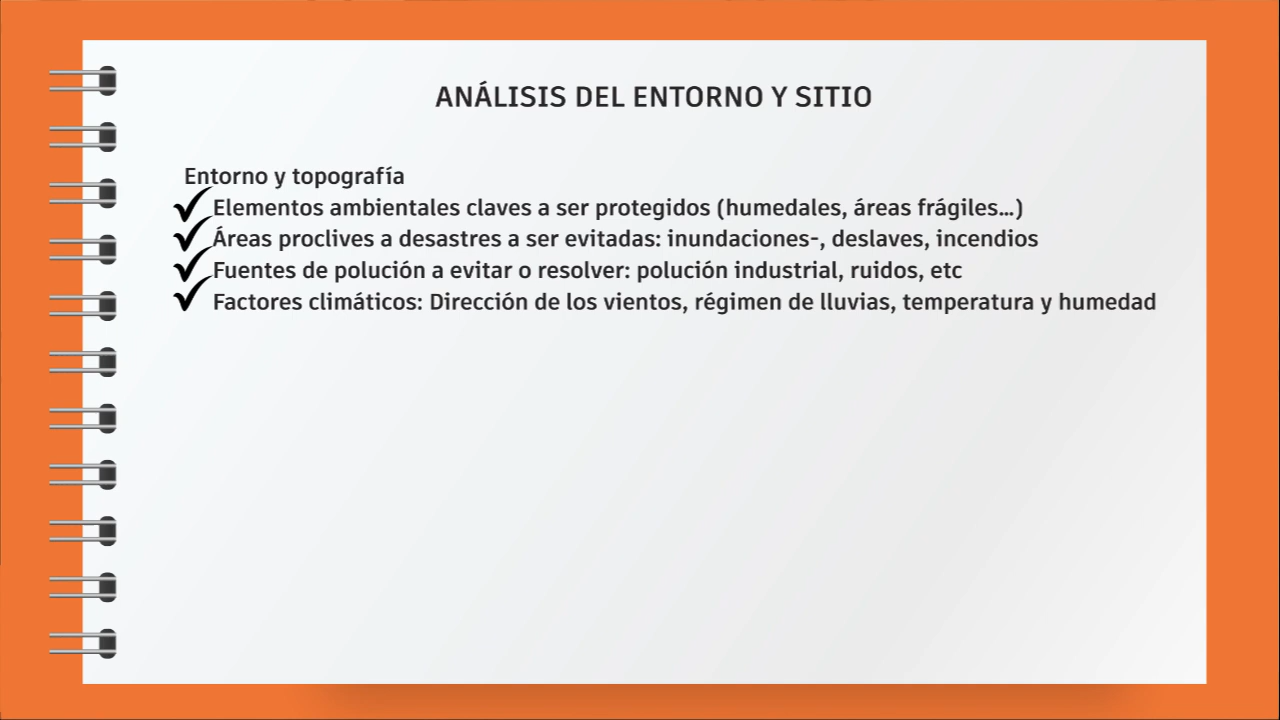 ANÁLISIS DEL ENTORNO Y SITIO
Entorno y topografía
Elementos ambientales claves a ser protegidos (humedales, áreas frágiles...)
Áreas proclives a desastres a ser evitadas: inundaciones-, deslaves, incendios
Fuentes de polución a evitar o resolver: polución industrial, ruidos, etc
Factores climáticos: Dirección de los vientos, régimen de lluvias, temperatura y humedad